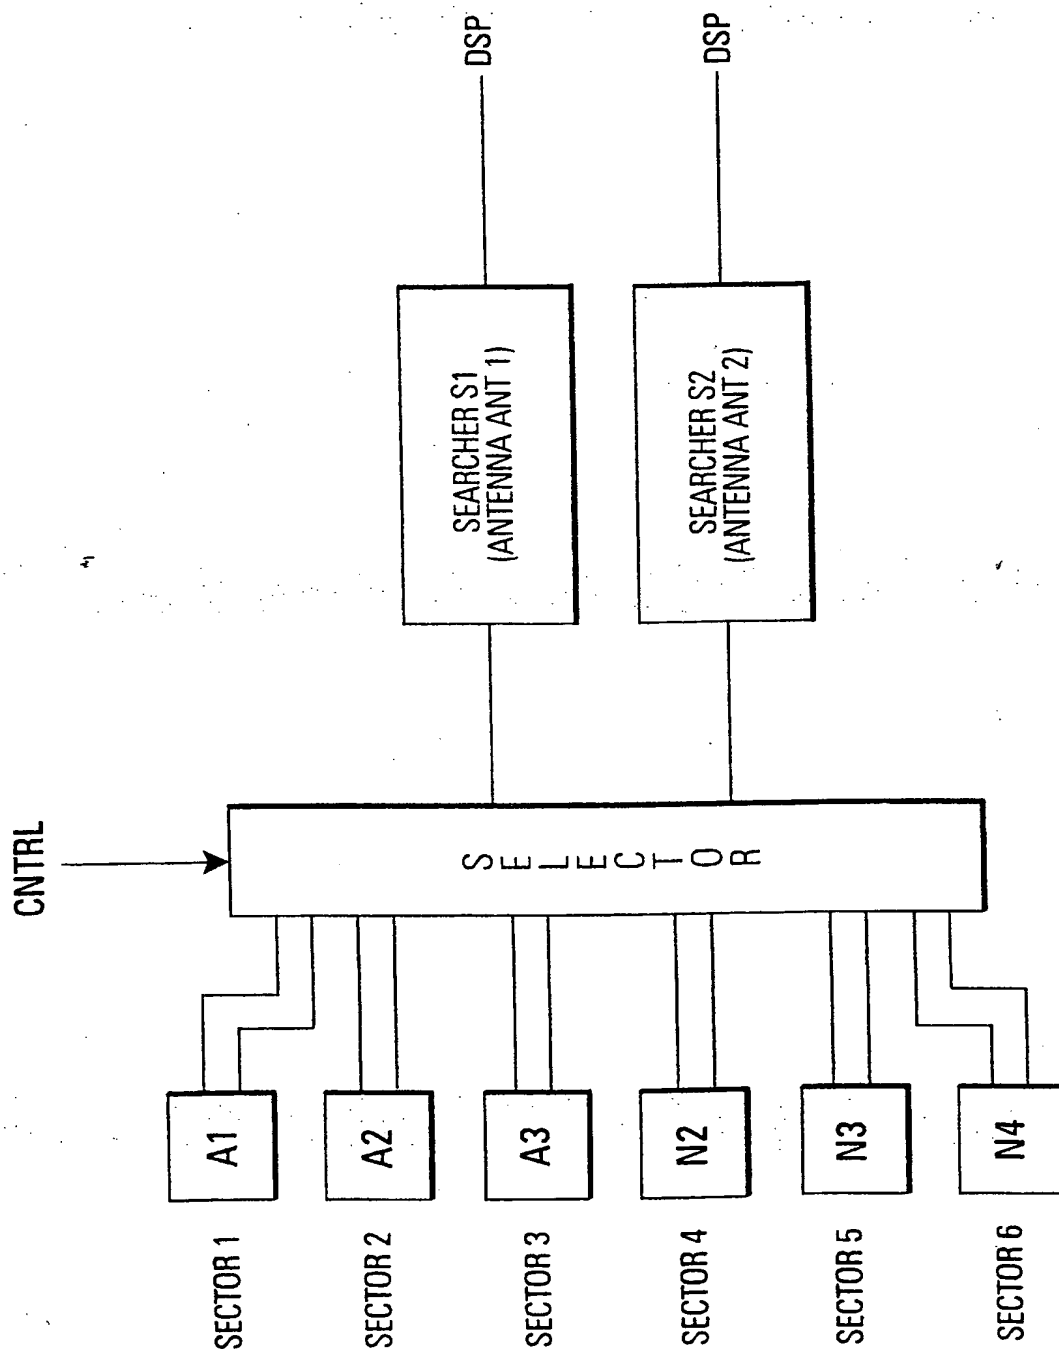 CNTRL
SECTOR 1
A1
SECTOR 2
A2
SECTOR 3
A3
SECTOR 4
N2
SECTOR 5
N3
SECTOR 6
N4
SELECTOR
SEARCHER S1
(ANTENNA ANT 1)
DSP
SEARCHER S2
(ANTENNA ANT 2)
DSP